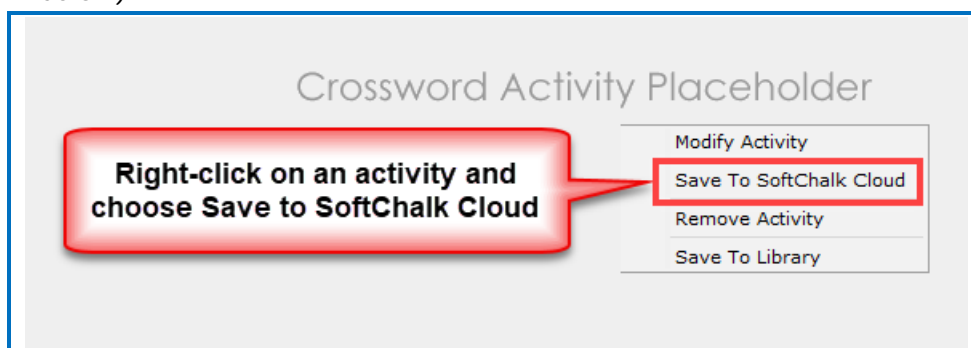 Crossword Activity Placeholder
Right-click on an activity and
choose Save to SoftChalk Cloud
Modify Activity
Save To SoftChalk Cloud
Remove Activity
Save To Library